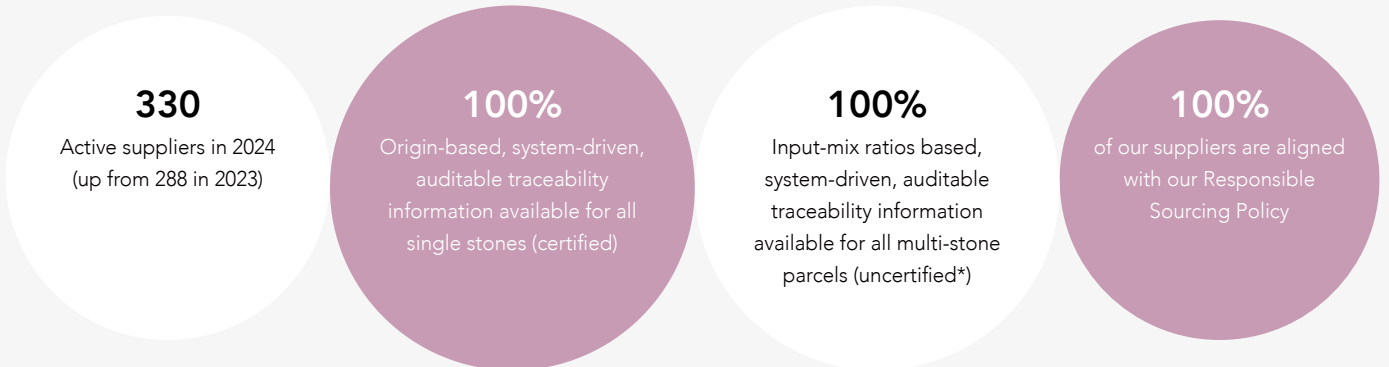 330
Active suppliers in 2024
(up from 288 in 2023)
100%
Origin-based, system-driven,
auditable traceability
information available for all
single stones (certified)
100%
Input-mix ratios based,
system-driven, auditable
traceability information
available for all multi-stone
parcels (uncertified*)
100%
of our suppliers are aligned
with our Responsible
Sourcing Policy